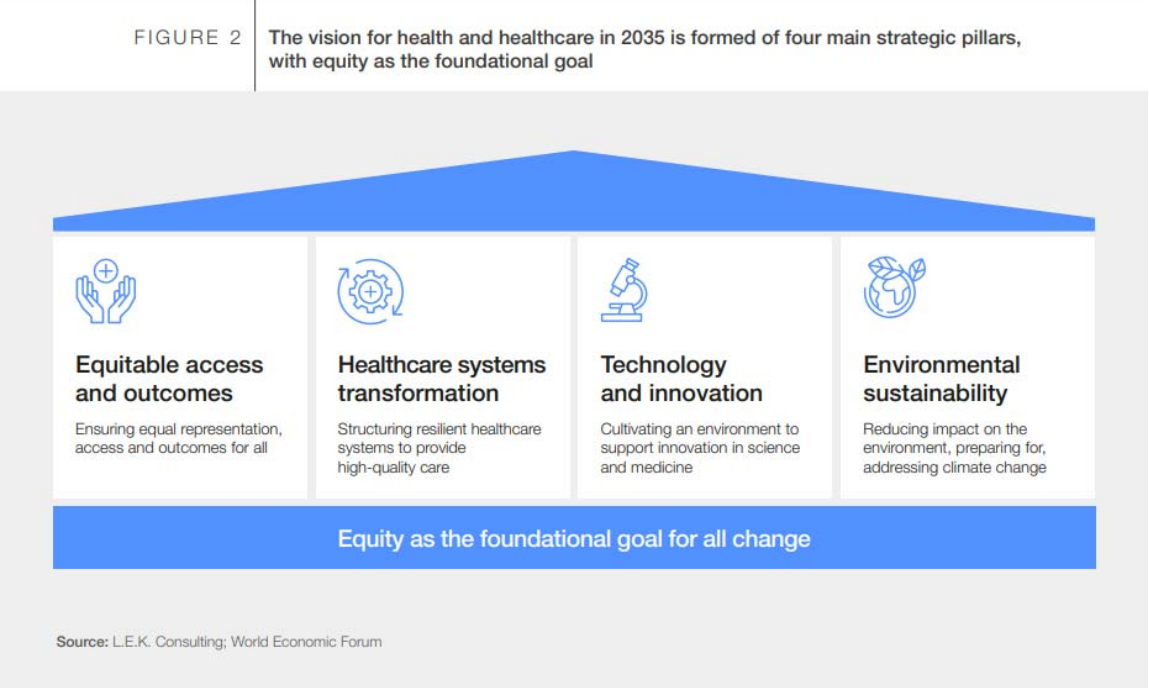 FIGURE 2
The vision for health and healthcare in 2035 is formed of four main strategic pillars,
with equity as the foundational goal
Equitable access
and outcomes
Ensuring equal representation,
access and outcomes for all
Healthcare systems
transformation
Structuring resilient healthcare
systems to provide
high-quality care
Technology
and innovation
Cultivating an environment to
support innovation in science
and medicine
Environmental
sustainability
Reducing impact on the
environment, preparing for,
addressing climate change
Equity as the foundational goal for all change
Source: L.E.K. Consulting; World Economic Forum